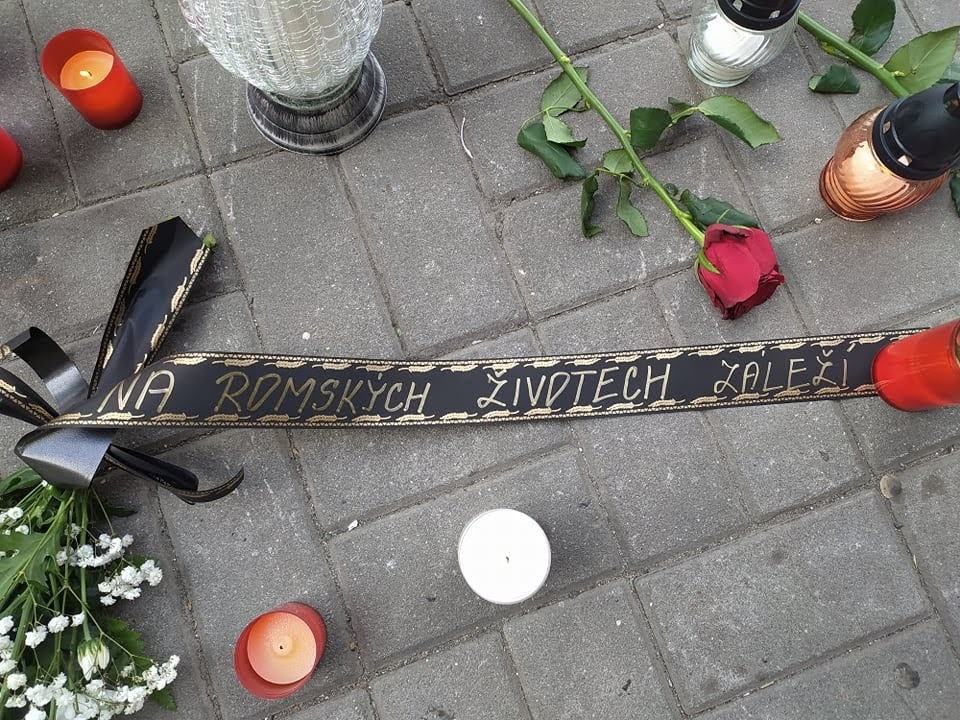 NA ROMSKÝCH ŽIVOTECH ZÁLEŽÍ